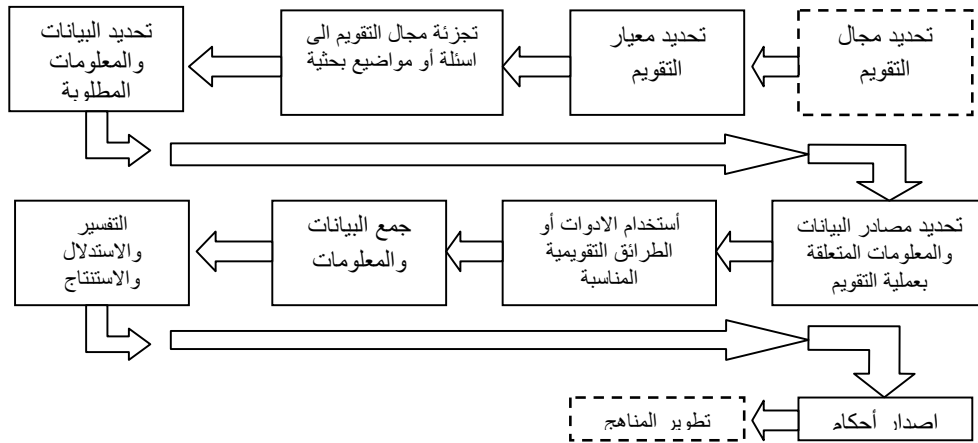 تحديد مجال
التقويم
تحديد معيار
التقويم
تجزئة مجال التقويم الى
اسئلة أو مواضيع بحثية
تحديد البيانات
والمعلومات
المطلوبة
تحديد مصادر البيانات
والمعلومات المتعلقة
بعملية التقويم
أستخدام الادوات أو
الطرائق التقويمية
المناسبة
جمع البيانات
والمعلومات
التفسير
والاستدلال
والاستنتاج
اصدار أحكام
تطوير المناهج